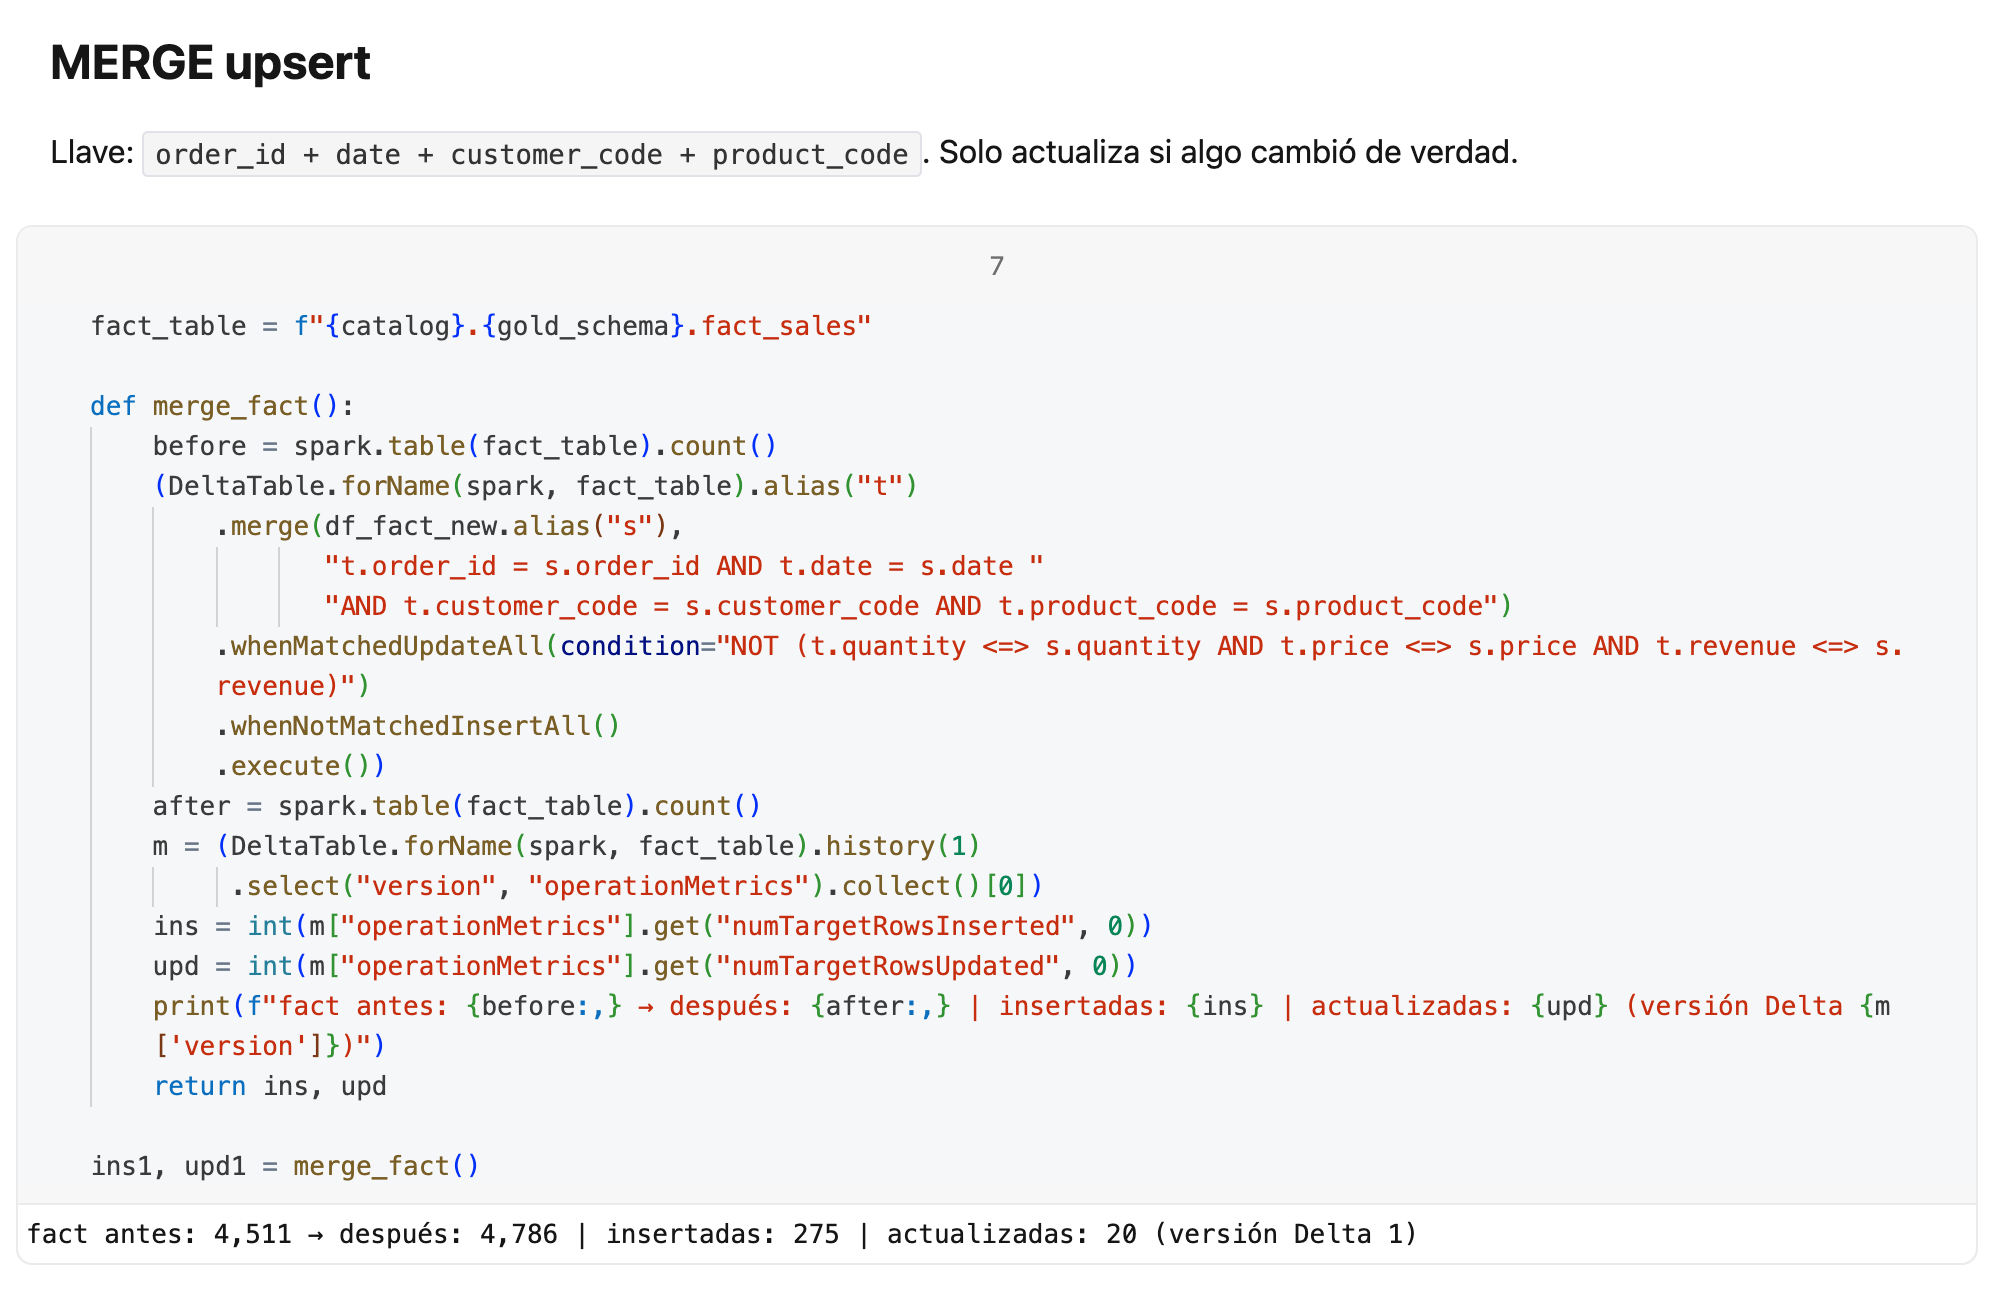 MERGE upsert
Llave: order_id + date + customer_code + product_code. Solo actualiza si algo cambió de verdad.
7
fact_table = f"{catalog}.{gold_schema}.fact_sales"
def merge_fact():
    before = spark.table(fact_table).count()
    (DeltaTable.forName(spark, fact_table).alias("t")
        .merge(df_fact_new.alias("s"),
               "t.order_id = s.order_id AND t.date = s.date "
               "AND t.customer_code = s.customer_code AND t.product_code = s.product_code")
        .whenMatchedUpdateAll(condition="NOT (t.quantity <=> s.quantity AND t.price <=> s.price AND t.revenue <=> s.
        revenue)")
        .whenNotMatchedInsertAll()
        .execute())
    after = spark.table(fact_table).count()
    m = (DeltaTable.forName(spark, fact_table).history(1)
         .select("version", "operationMetrics").collect()[0])
    ins = int(m["operationMetrics"].get("numTargetRowsInserted", 0))
    upd = int(m["operationMetrics"].get("numTargetRowsUpdated", 0))
    print(f"fact antes: {before:,} → después: {after:,} | insertadas: {ins} | actualizadas: {upd} (versión Delta {m
    ['version']})")
    return ins, upd
ins1, upd1 = merge_fact()
fact antes: 4,511 → después: 4,786 | insertadas: 275 | actualizadas: 20 (versión Delta 1)